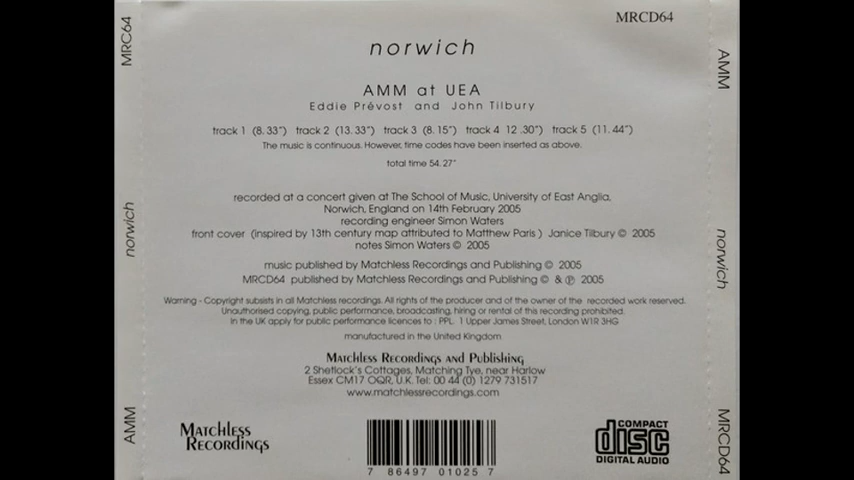 MRCD64
MRC64
AMM
norwich
AMM at UEA
Eddie Prévost and John Tilbury
track 1 (8.33") track 2 (13.33") track 3 (8.15") track 4 12 .30") track 5 (11.44")
The music is continuous. However, time codes have been inserted as above.
total time 54.27"
recorded at a concert given at The School of Music, University of East Anglia,
Norwich, England on 14th February 2005
recording engineer Simon Waters
front cover (inspired by 13th century map attributed to Matthew Paris ) Janice Tilbury © 2005
notes Simon Waters © 2005
norwich
norwich
music published by Matchless Recordings and Publishing © 2005
MRCD64 published by Matchless Recordings and Publishing © & ℗ 2005
Warning - Copyright subsists in all Matchless recordings. All rights of the producer and of the owner of the recorded work reserved.
Unauthorised copying, public performance, broadcasting, hiring or rental of this recording prohibited.
In the UK apply for public performance licences to : PPL 1 Upper James Street, London W1R 3HG
manufactured in the United Kingdom
Matchless Recordings and Publishing
2 Shetlock's Cottages, Matching Tye, near Harlow
Essex CM17 OQR, U.K. Tel: 00 44 (0) 1279 731517
www.matchlessrecordings.com
AMM
MRCD64
Matchless
Recordings
COMPACT
disc
DIGITAL AUDIO
7 86497 01025 7